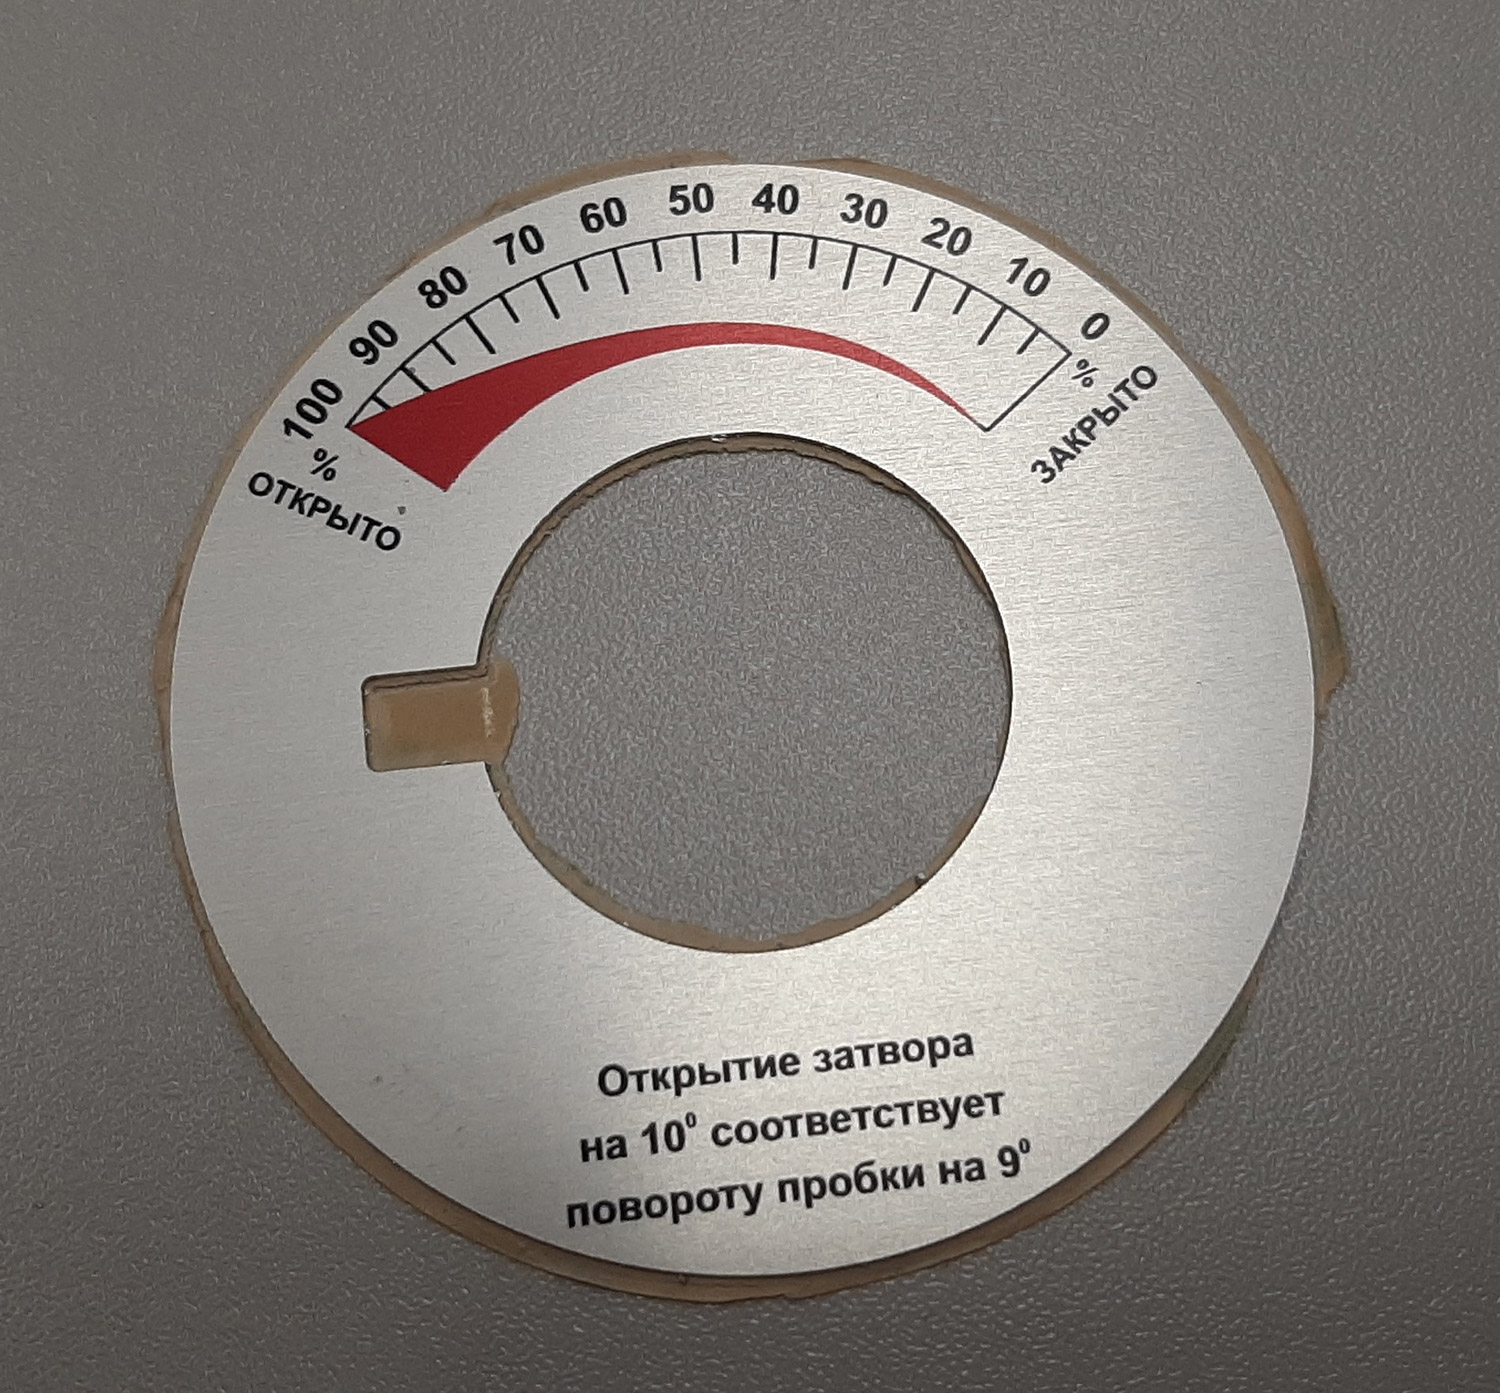 100 90 80 70 60 50 40 30 20 10 0
% %
ОТКРЫТО ЗАКРЫТО
Открытие затвора
на 10⁰ соответствует
повороту пробки на 9⁰